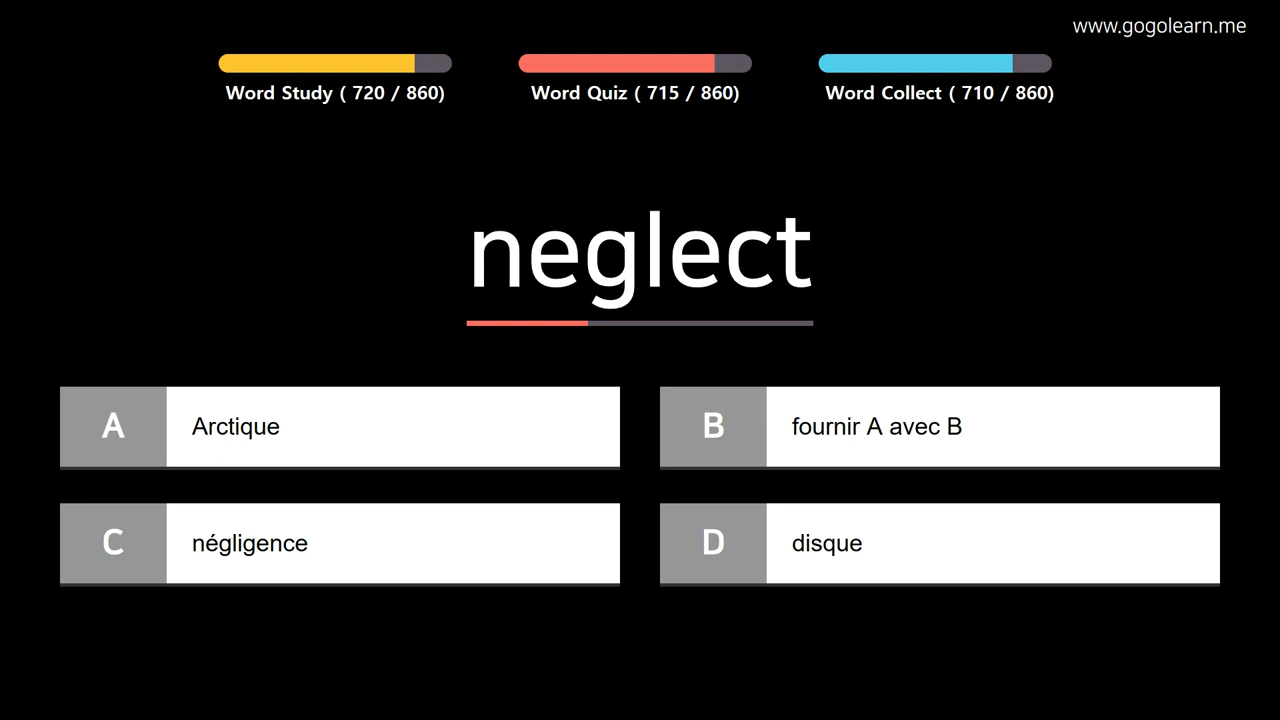 www.gogolearn.me
Word Study ( 720 / 860)
Word Quiz ( 715 / 860)
Word Collect ( 710 / 860)
neglect
A Arctique
B fournir A avec B
C négligence
D disque